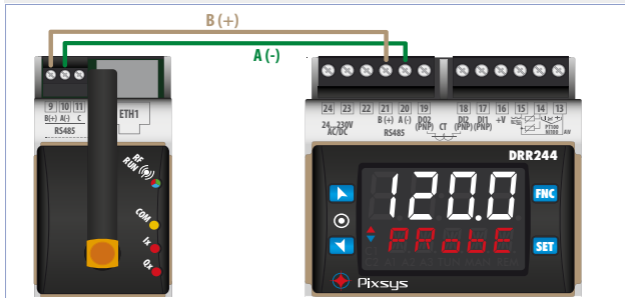 B (+)
A (-)
9 10 11
B(+) A(-) C
RS485
ETH1
RF
RUN
COM
Ix
Qx
24 23 22 21 20 19 18 17 16 15 14 13
24...230V
AC/DC
B (+) A (-)
RS485
DO2
(PNP)
CT
DI2
(PNP)
DI1
(PNP)
+V
PT100
NI100
AV
DRR244
120.0
PRobE
FNC
SET
Pixsys